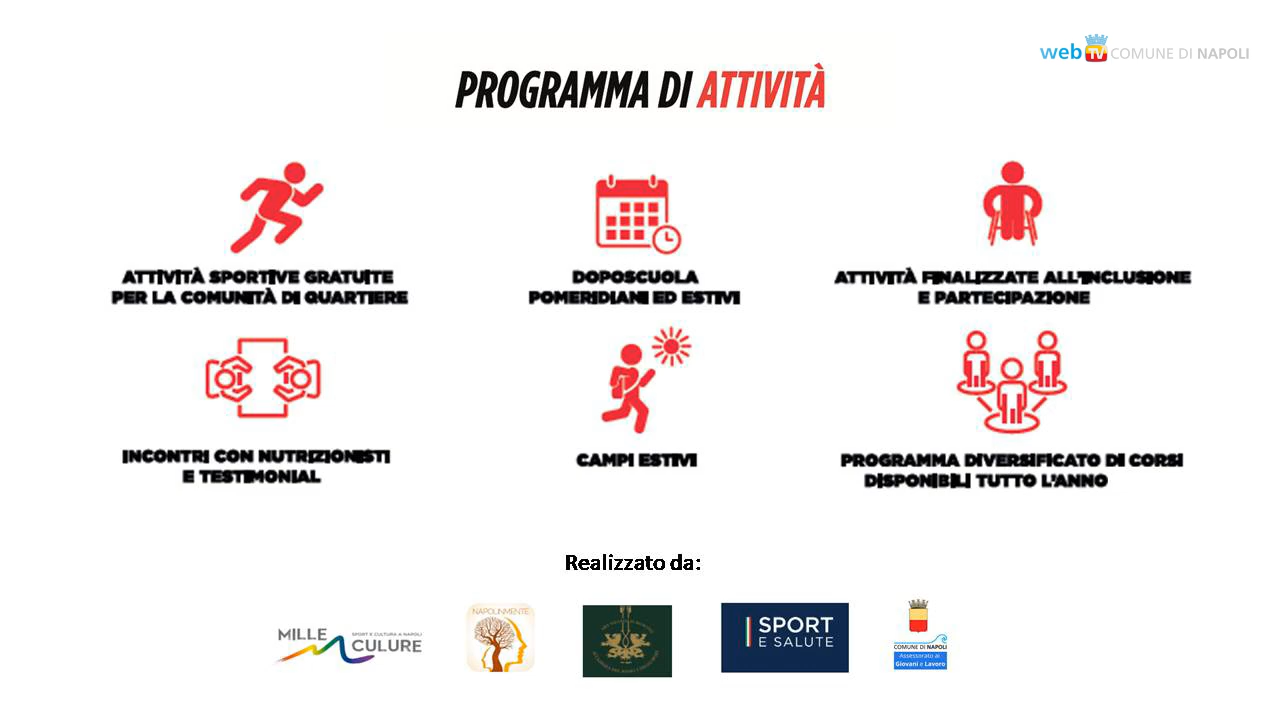 web TV COMUNE DI NAPOLI
PROGRAMMA DI ATTIVITÀ
ATTIVITÀ SPORTIVE GRATUITE
PER LA COMUNITÀ DI QUARTIERE
DOPOSCUOLA
POMERIDIANI ED ESTIVI
ATTIVITÀ FINALIZZATE ALL'INCLUSIONE
E PARTECIPAZIONE
INCONTRI CON NUTRIZIONISTI
E TESTIMONIAL
CAMPI ESTIVI
PROGRAMMA DIVERSIFICATO DI CORSI
DISPONIBILI TUTTO L'ANNO
Realizzato da:
MILLE
SPORT E CULTURA A NAPOLI
CULURE
NAPOLINMENTE
SPORT
E SALUTE
COMUNE DI NAPOLI
Assessorato ai
Giovani e Lavoro